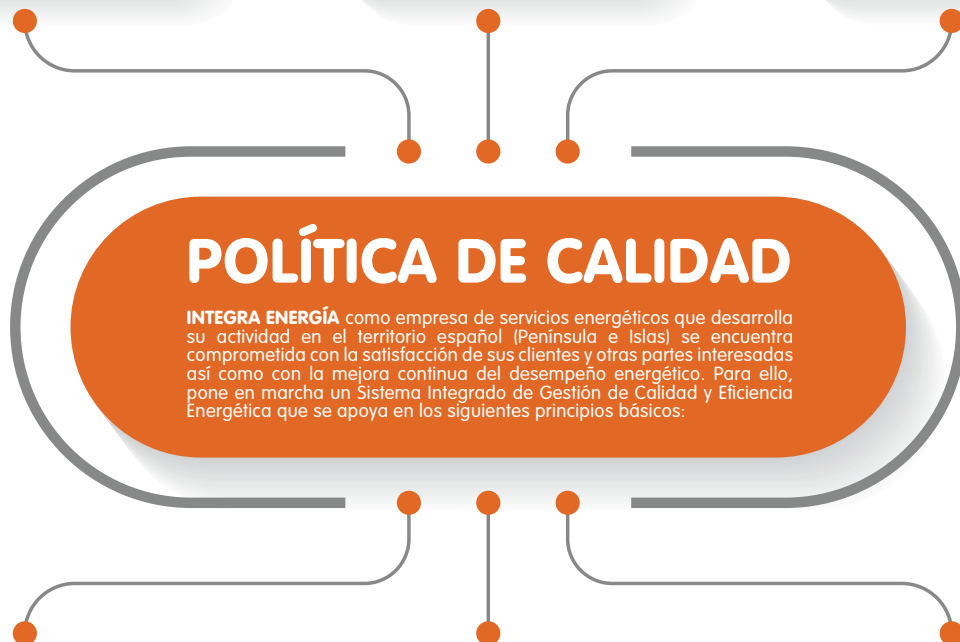 POLÍTICA DE CALIDAD
INTEGRA ENERGÍA como empresa de servicios energéticos que desarrolla
su actividad en el territorio español (Península e Islas) se encuentra
comprometida con la satisfacción de sus clientes y otras partes interesadas
así como con la mejora continua del desempeño energético. Para ello,
pone en marcha un Sistema Integrado de Gestión de Calidad y Eficiencia
Energética que se apoya en los siguientes principios básicos: